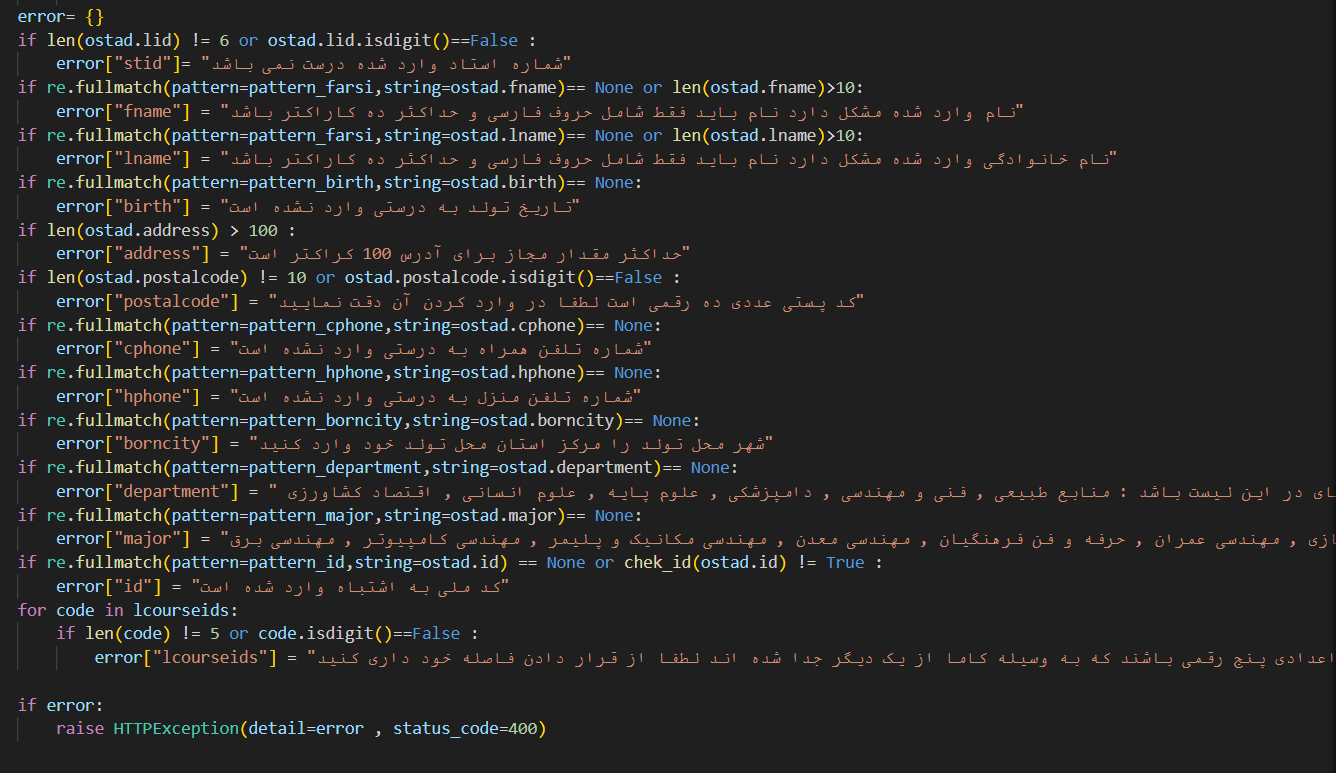 error= {}
if len(ostad.lid) != 6 or ostad.lid.isdigit()==False :
error["stid"]= "شماره استاد وارد شده درست نمی باشد"
if re.fullmatch(pattern=pattern_farsi,string=ostad.fname)== None or len(ostad.fname)>10:
error["fname"] = "نام وارد شده مشکل دارد نام باید فقط شامل حروف فارسی و حداکثر ده کاراکتر باشد"
if re.fullmatch(pattern=pattern_farsi,string=ostad.lname)== None or len(ostad.lname)>10:
error["lname"] = "نام خانوادگی وارد شده مشکل دارد نام باید فقط شامل حروف فارسی و حداکثر ده کاراکتر باشد"
if re.fullmatch(pattern=pattern_birth,string=ostad.birth)== None:
error["birth"] = "تاریخ تولد به درستی وارد نشده است"
if len(ostad.address) > 100 :
error["address"] = "حداکثر مقدار مجاز برای آدرس 100 کراکتر است"
if len(ostad.postalcode) != 10 or ostad.postalcode.isdigit()==False :
error["postalcode"] = "کد پستی عددی ده رقمی است لطفا در وارد کردن آن دقت نمایید"
if re.fullmatch(pattern=pattern_cphone,string=ostad.cphone)== None:
error["cphone"] = "شماره تلفن همراه به درستی وارد نشده است"
if re.fullmatch(pattern=pattern_hphone,string=ostad.hphone)== None:
error["hphone"] = "شماره تلفن منزل به درستی وارد نشده است"
if re.fullmatch(pattern=pattern_borncity,string=ostad.borncity)== None:
error["borncity"] = "شهر محل تولد را مرکز استان محل تولد خود وارد کنید"
if re.fullmatch(pattern=pattern_department,string=ostad.department)== None:
error["department"] = " در این لیست باشد : منابع طبیعی , فنی و مهندسی , دامپزشکی , علوم پایه , علوم انسانی , اقتصاد کشاورزی
if re.fullmatch(pattern=pattern_major,string=ostad.major)== None:
error["major"] = " , مهندسی عمران , حرفه و فن فرهنگیان , مهندسی معدن , مهندسی مکانیک و پلیمر , مهندسی کامپیوتر , مهندسی برق
if re.fullmatch(pattern=pattern_id,string=ostad.id) == None or chek_id(ostad.id) != True :
error["id"] = "کد ملی به اشتباه وارد شده است"
for code in lcourseids:
if len(code) != 5 or code.isdigit()==False :
error["lcourseids"] = "اعدادی پنج رقمی باشند که به وسیله کاما از یک دیگر جدا شده اند لطفا از قرار دادن فاصله خود داری کنید
if error:
raise HTTPException(detail=error , status_code=400)